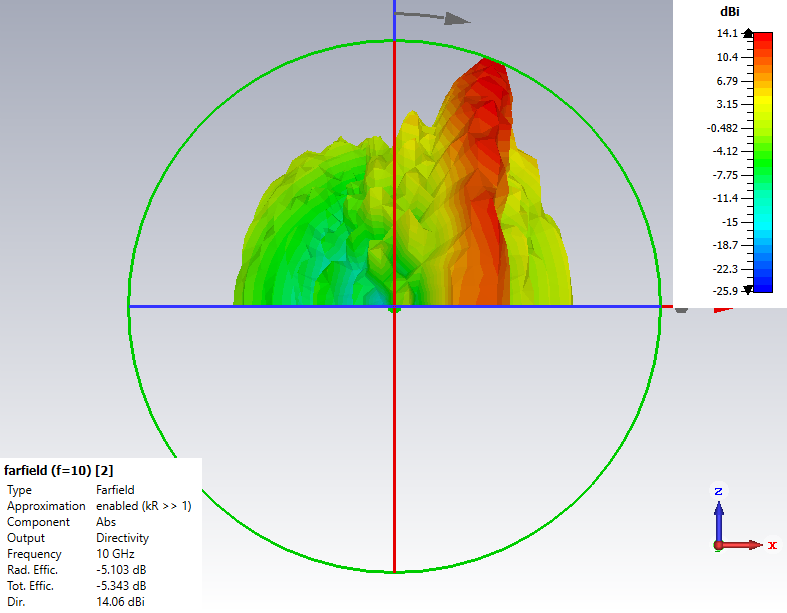 dBi
14.1
10.4
6.79
3.15
-0.482
-4.12
-7.75
-11.4
-15
-18.7
-22.3
-25.9
farfield (f=10) [2]
Type Farfield
Approximation enabled (kR >> 1)
Component Abs
Output Directivity
Frequency 10 GHz
Rad. Effic. -5.103 dB
Tot. Effic. -5.343 dB
Dir. 14.06 dBi
z
x